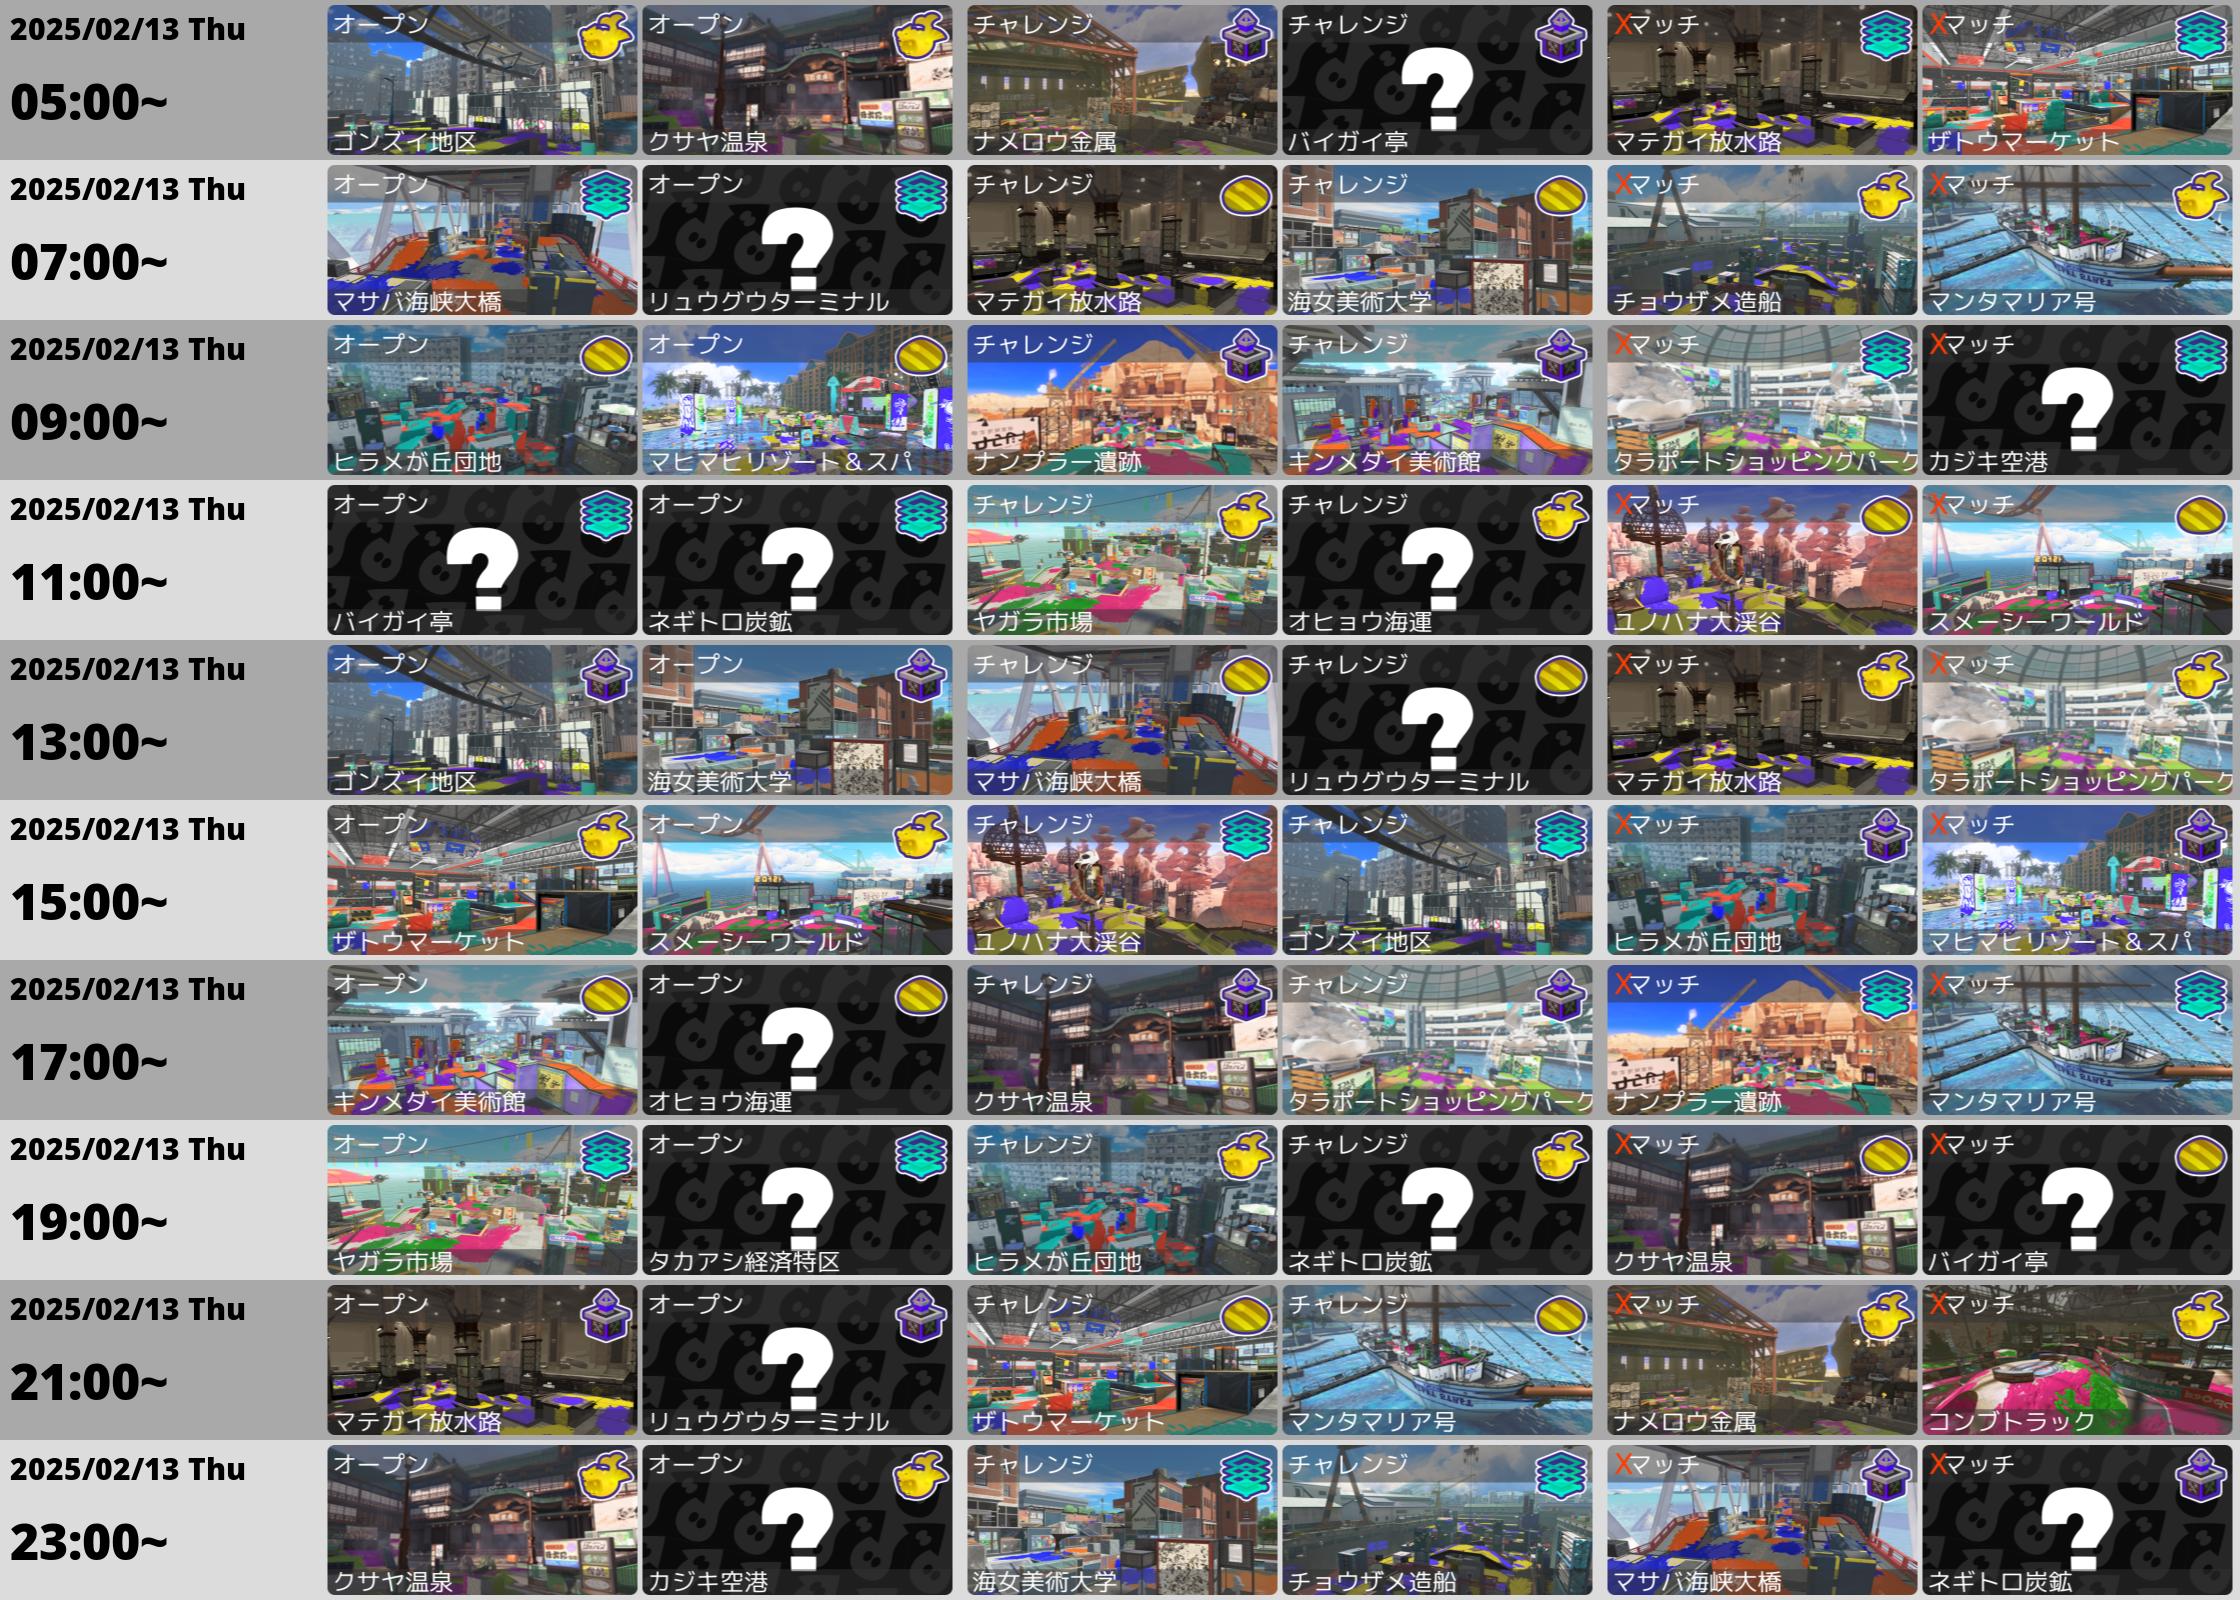 2025/02/13 Thu
05:00~
オープン
ゴンズイ地区
オープン
クサヤ温泉
チャレンジ
ナメロウ金属
チャレンジ
バイガイ亭
Xマッチ
マテガイ放水路
Xマッチ
ザトウマーケット
2025/02/13 Thu
07:00~
オープン
マサバ海峡大橋
オープン
リュウグウターミナル
チャレンジ
マテガイ放水路
チャレンジ
海女美術大学
Xマッチ
チョウザメ造船
Xマッチ
マンタマリア号
2025/02/13 Thu
09:00~
オープン
ヒラメが丘団地
オープン
マヒマヒリゾート＆スパ
チャレンジ
ナンプラー遺跡
チャレンジ
キンメダイ美術館
Xマッチ
タラポートショッピングパーク
Xマッチ
カジキ空港
2025/02/13 Thu
11:00~
オープン
バイガイ亭
オープン
ネギトロ炭鉱
チャレンジ
ヤガラ市場
チャレンジ
オヒョウ海運
Xマッチ
ユノハナ大渓谷
Xマッチ
スメーシーワールド
2025/02/13 Thu
13:00~
オープン
ゴンズイ地区
オープン
海女美術大学
チャレンジ
マサバ海峡大橋
チャレンジ
リュウグウターミナル
Xマッチ
マテガイ放水路
Xマッチ
タラポートショッピングパーク
2025/02/13 Thu
15:00~
オープン
ザトウマーケット
オープン
スメーシーワールド
チャレンジ
ユノハナ大渓谷
チャレンジ
ゴンズイ地区
Xマッチ
ヒラメが丘団地
Xマッチ
マヒマヒリゾート＆スパ
2025/02/13 Thu
17:00~
オープン
キンメダイ美術館
オープン
オヒョウ海運
チャレンジ
クサヤ温泉
チャレンジ
タラポートショッピングパーク
Xマッチ
ナンプラー遺跡
Xマッチ
マンタマリア号
2025/02/13 Thu
19:00~
オープン
ヤガラ市場
オープン
タカアシ経済特区
チャレンジ
ヒラメが丘団地
チャレンジ
ネギトロ炭鉱
Xマッチ
クサヤ温泉
Xマッチ
バイガイ亭
2025/02/13 Thu
21:00~
オープン
マテガイ放水路
オープン
リュウグウターミナル
チャレンジ
ザトウマーケット
チャレンジ
マンタマリア号
Xマッチ
ナメロウ金属
Xマッチ
コンブトラック
2025/02/13 Thu
23:00~
オープン
クサヤ温泉
オープン
カジキ空港
チャレンジ
海女美術大学
チャレンジ
チョウザメ造船
Xマッチ
マサバ海峡大橋
Xマッチ
ネギトロ炭鉱